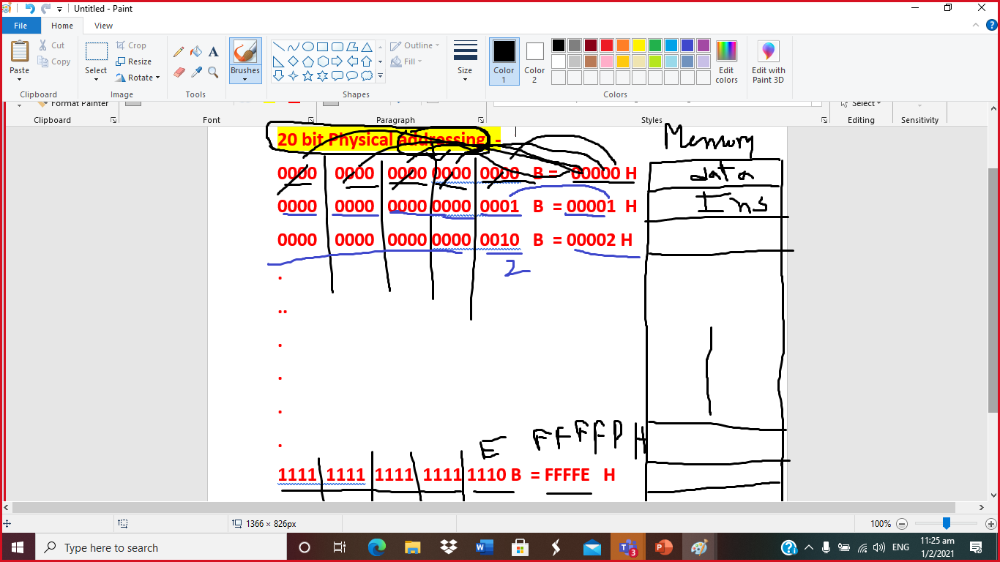 Untitled - Paint
File Home View
Cut
Copy
Paste
Clipboard
Select
Crop
Resize
Rotate
Image
Tools
Brushes
Shapes
Outline
Fill
Size
Color 1
Color 2
Colors
Edit colors
Edit with Paint 3D
Format Painter
Select
Clipboard Font Paragraph Styles Editing Sensitivity
20 bit Physical addressing -
Memory
0000 0000 0000 0000 0000 B = 00000 H
data
0000 0000 0000 0000 0001 B = 00001 H
Ins
0000 0000 0000 0000 0010 B = 00002 H
2
.
..
.
.
.
.
E FFFFD H
1111 1111 1111 1111 1110 B = FFFFE H
1366 × 826px
100%
Type here to search
3
ENG
11:25 am
1/2/2021